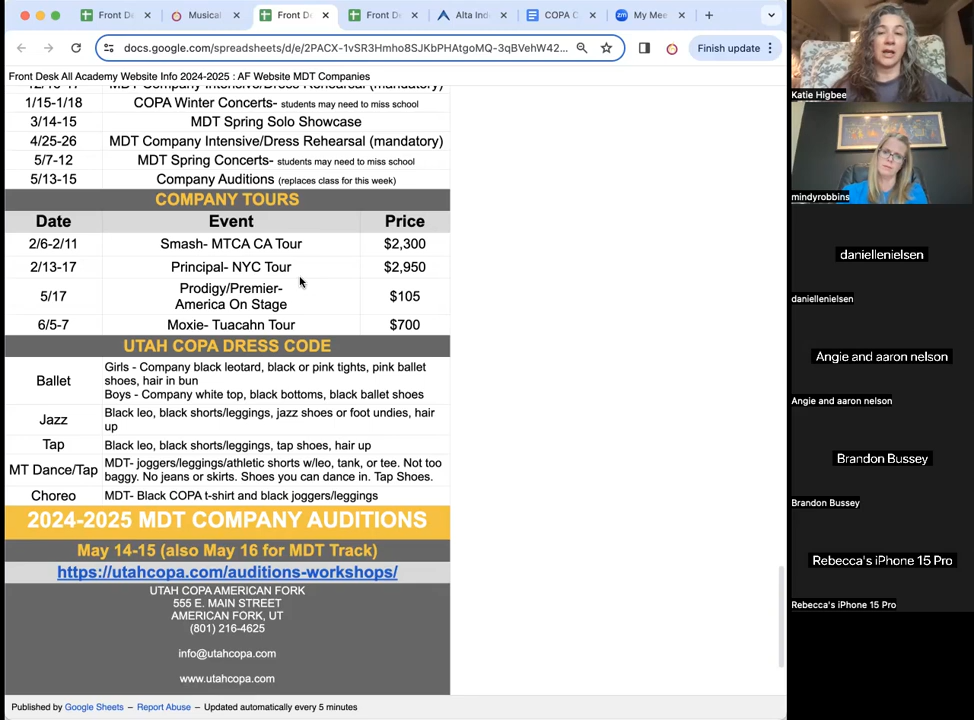 Front De
Musical
Front De
Front De
Alta Ind
COPA C
My Mee
docs.google.com/spreadsheets/d/e/2PACX-1vSR3Hmho8SJKbPHAtgoMQ-3qBVehW42...
Finish update
Front Desk All Academy Website Info 2024-2025 : AF Website MDT Companies
MDT Company Intensive/Dress Rehearsal (mandatory)
1/15-1/18 COPA Winter Concerts- students may need to miss school
3/14-15 MDT Spring Solo Showcase
4/25-26 MDT Company Intensive/Dress Rehearsal (mandatory)
5/7-12 MDT Spring Concerts- students may need to miss school
5/13-15 Company Auditions (replaces class for this week)
COMPANY TOURS
Date Event Price
2/6-2/11 Smash- MTCA CA Tour $2,300
2/13-17 Principal- NYC Tour $2,950
5/17 Prodigy/Premier- America On Stage $105
6/5-7 Moxie- Tuacahn Tour $700
UTAH COPA DRESS CODE
Ballet
Girls - Company black leotard, black or pink tights, pink ballet
shoes, hair in bun
Boys - Company white top, black bottoms, black ballet shoes
Jazz
Black leo, black shorts/leggings, jazz shoes or foot undies, hair
up
Tap Black leo, black shorts/leggings, tap shoes, hair up
MT Dance/Tap
MDT- joggers/leggings/athletic shorts w/leo, tank, or tee. Not too
baggy. No jeans or skirts. Shoes you can dance in. Tap Shoes.
Choreo MDT- Black COPA t-shirt and black joggers/leggings
2024-2025 MDT COMPANY AUDITIONS
May 14-15 (also May 16 for MDT Track)
https://utahcopa.com/auditions-workshops/
UTAH COPA AMERICAN FORK
555 E. MAIN STREET
AMERICAN FORK, UT
(801) 216-4625
info@utahcopa.com
www.utahcopa.com
Published by Google Sheets – Report Abuse – Updated automatically every 5 minutes
Katie Higbee
mindyrobbins
daniellenielsen
daniellenielsen
Angie and aaron nelson
Angie and aaron nelson
Brandon Bussey
Brandon Bussey
Rebecca's iPhone 15 Pro
Rebecca's iPhone 15 Pro